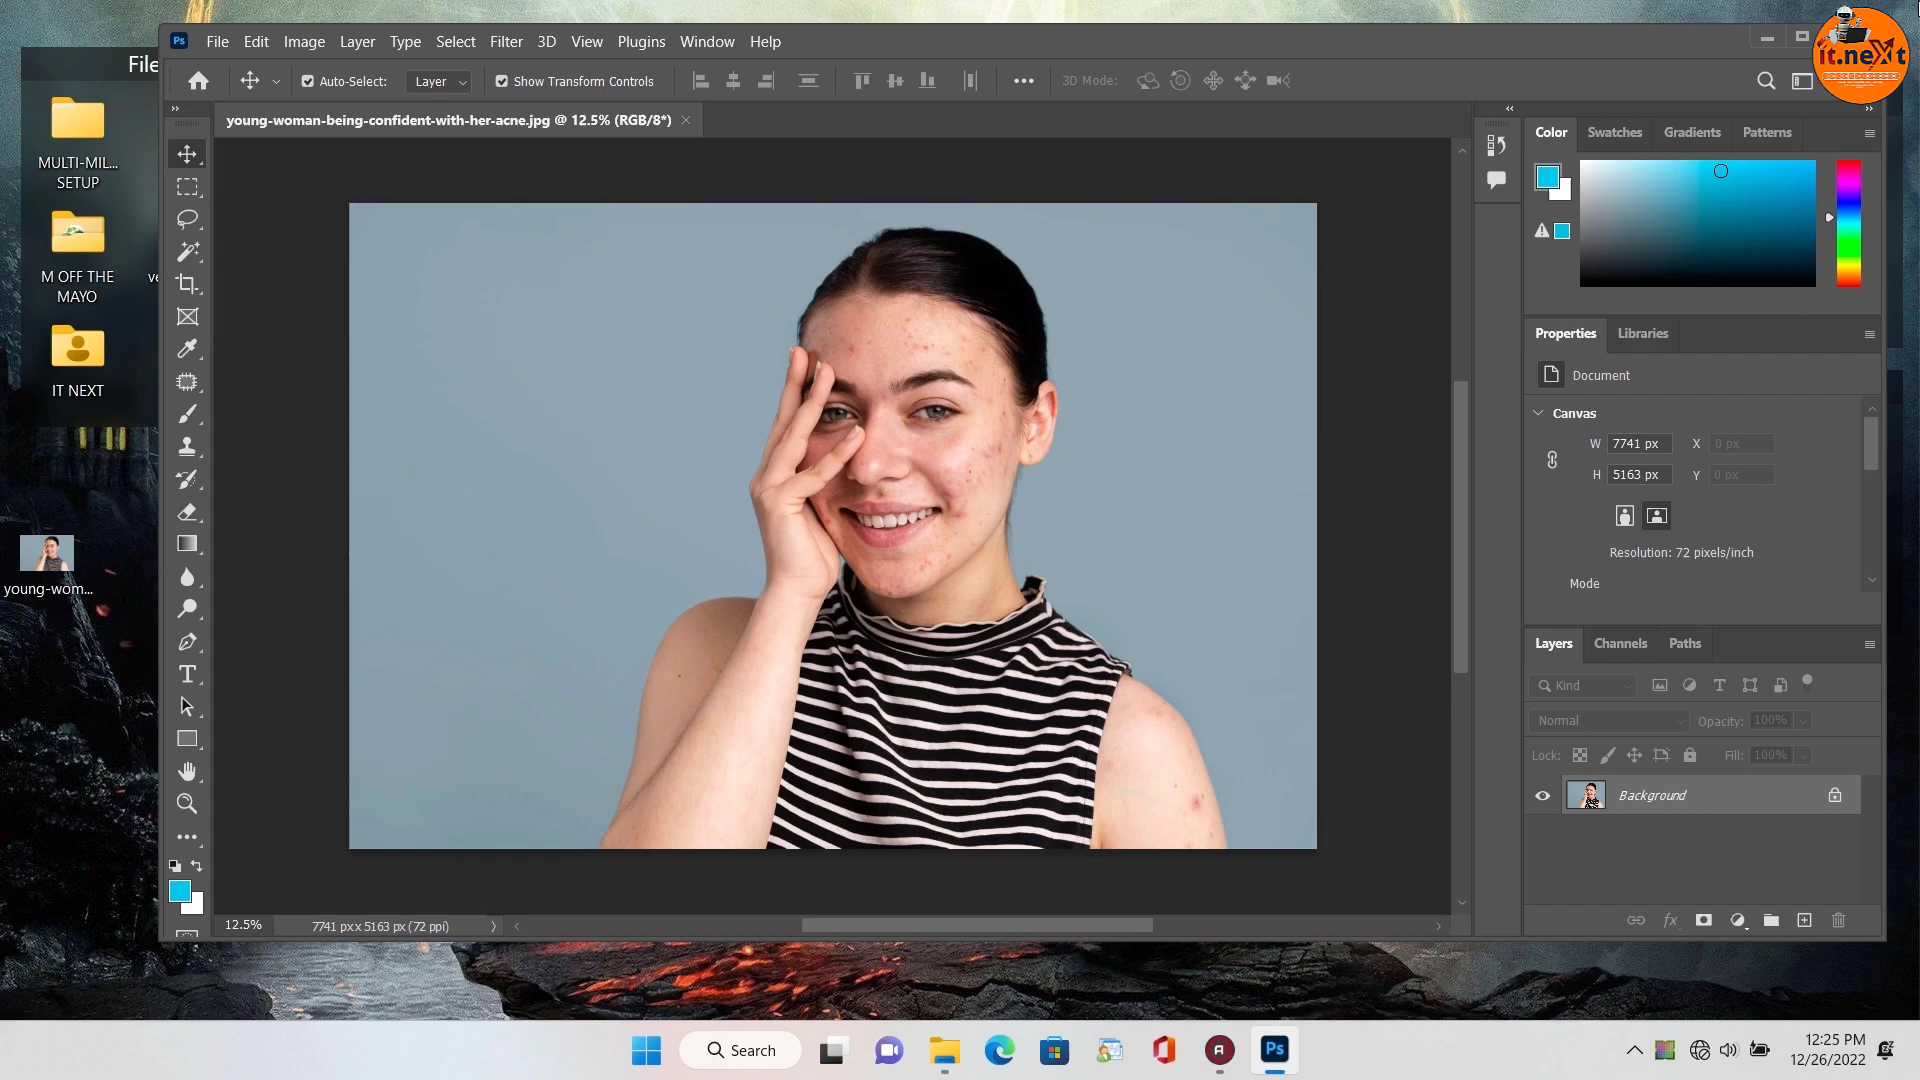 File
Ps File Edit Image Layer Type Select Filter 3D View Plugins Window Help
it.neXt
Auto-Select: Layer Show Transform Controls 3D Mode:
young-woman-being-confident-with-her-acne.jpg @ 12.5% (RGB/8*)
MULTI-MIL...
SETUP
M OFF THE
MAYO
ve
IT NEXT
young-wom...
Color Swatches Gradients Patterns
Properties Libraries
Document
Canvas
W 7741 px X 0 px
H 5163 px Y 0 px
Resolution: 72 pixels/inch
Mode
Layers Channels Paths
Kind
Normal Opacity: 100%
Lock: Fill: 100%
Background
fx
12.5% 7741 px x 5163 px (72 ppi)
Search
A
Ps
12:25 PM
12/26/2022